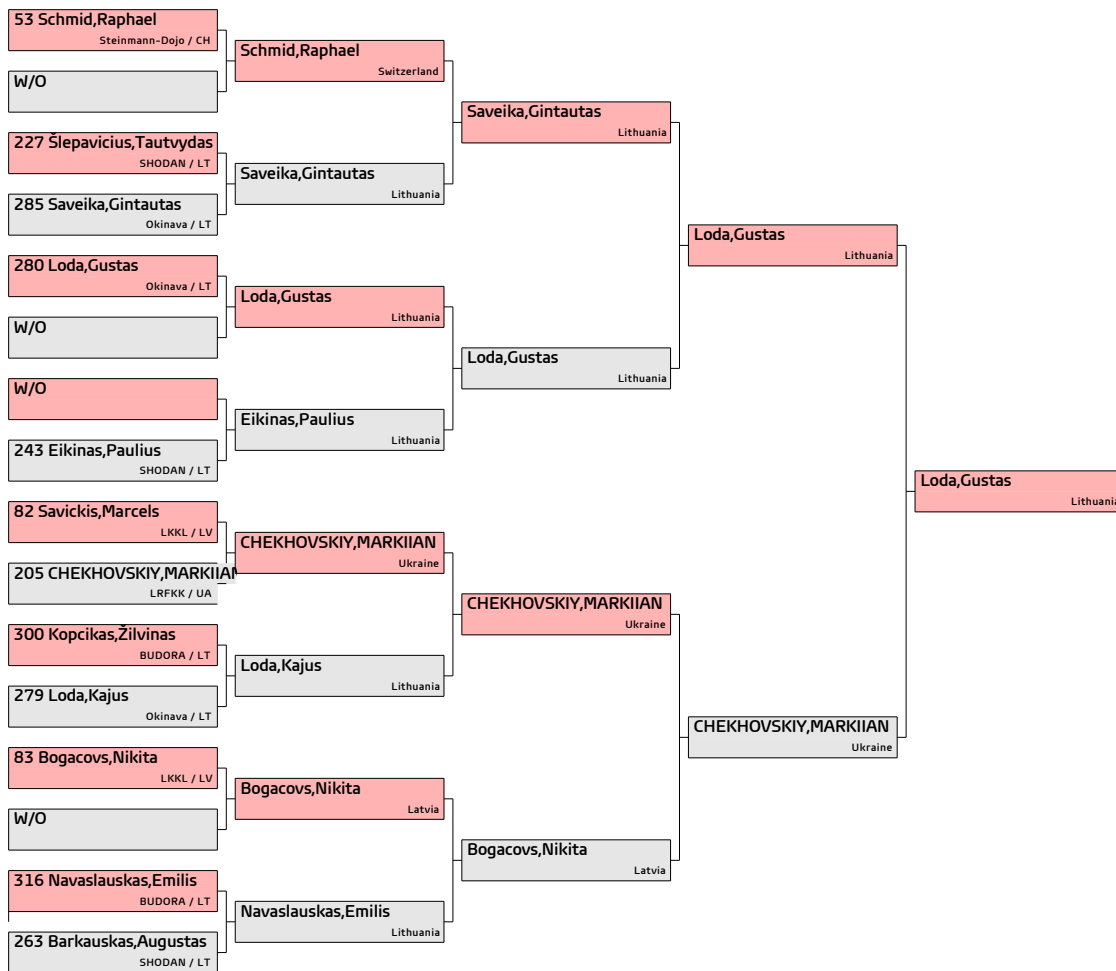 53 Schmid,Raphael
Steinmann-Dojo / CH
W/O
227 Šlepavicius,Tautvydas
SHODAN / LT
285 Saveika,Gintautas
Okinava / LT
280 Loda,Gustas
Okinava / LT
W/O
W/O
243 Eikinas,Paulius
SHODAN / LT
82 Savickis,Marcels
LKKL / LV
205 CHEKHOVSKIY,MARKIIAN
LRFKK / UA
300 Kopcikas,Žilvinas
BUDORA / LT
279 Loda,Kajus
Okinava / LT
83 Bogacovs,Nikita
LKKL / LV
W/O
316 Navaslauskas,Emilis
BUDORA / LT
263 Barkauskas,Augustas
SHODAN / LT
Schmid,Raphael
Switzerland
Saveika,Gintautas
Lithuania
Loda,Gustas
Lithuania
Eikinas,Paulius
Lithuania
CHEKHOVSKIY,MARKIIAN
Ukraine
Loda,Kajus
Lithuania
Bogacovs,Nikita
Latvia
Navaslauskas,Emilis
Lithuania
Saveika,Gintautas
Lithuania
Loda,Gustas
Lithuania
CHEKHOVSKIY,MARKIIAN
Ukraine
Bogacovs,Nikita
Latvia
Loda,Gustas
Lithuania
CHEKHOVSKIY,MARKIIAN
Ukraine
Loda,Gustas
Lithuania